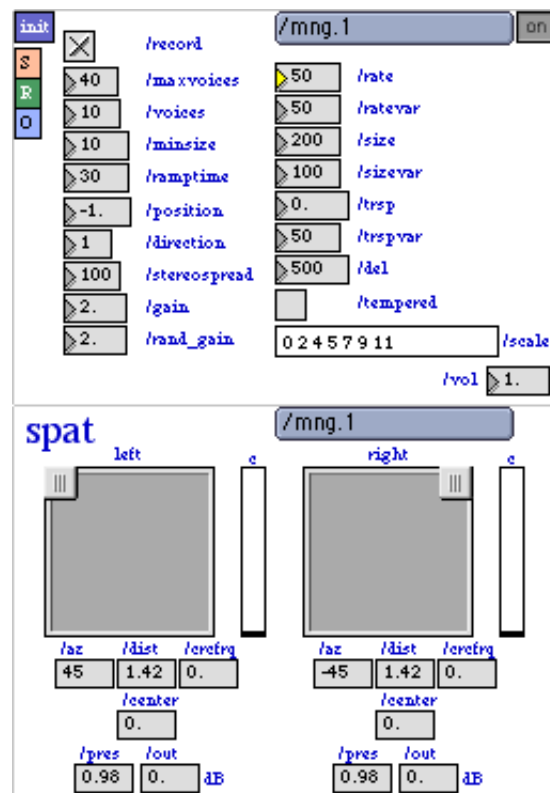 init /record /mng.1 on
S 40 /maxvoices 50 /rate
R 10 /voices 50 /ratevar
O 10 /minsize 200 /size
30 /ramptime 100 /sizevar
-1. /position 0. /trsp
1 /direction 50 /trspvar
100 /stereospread 500 /del
2. /gain /tempered
2. /rand_gain 0 2 4 5 7 9 11 /scale
/vol 1.
spat /mng.1
left c right c
/az /dist /crcfrq /az /dist /crcfrq
45 1.42 0. -45 1.42 0.
/center /center
0. 0.
/pres /out /pres /out
0.98 0. dB 0.98 0. dB